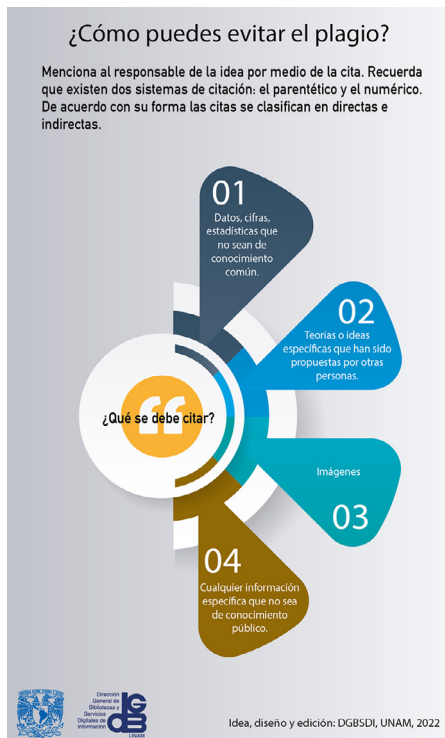 ¿Cómo puedes evitar el plagio?
Menciona al responsable de la idea por medio de la cita. Recuerda
que existen dos sistemas de citación: el parentético y el numérico.
De acuerdo con su forma las citas se clasifican en directas e
indirectas.
01
Datos, cifras,
estadísticas que
no sean de
conocimiento
común.
02
Teorías o ideas
específicas que han sido
propuestas por otras
personas.
¿Qué se debe citar?
Imágenes
03
04
Cualquier información
específica que no sea
de conocimiento
público.
Dirección
General de
Bibliotecas y
Servicios
Digitales de
Información
DGB
UNAM
Idea, diseño y edición: DGBSDI, UNAM, 2022